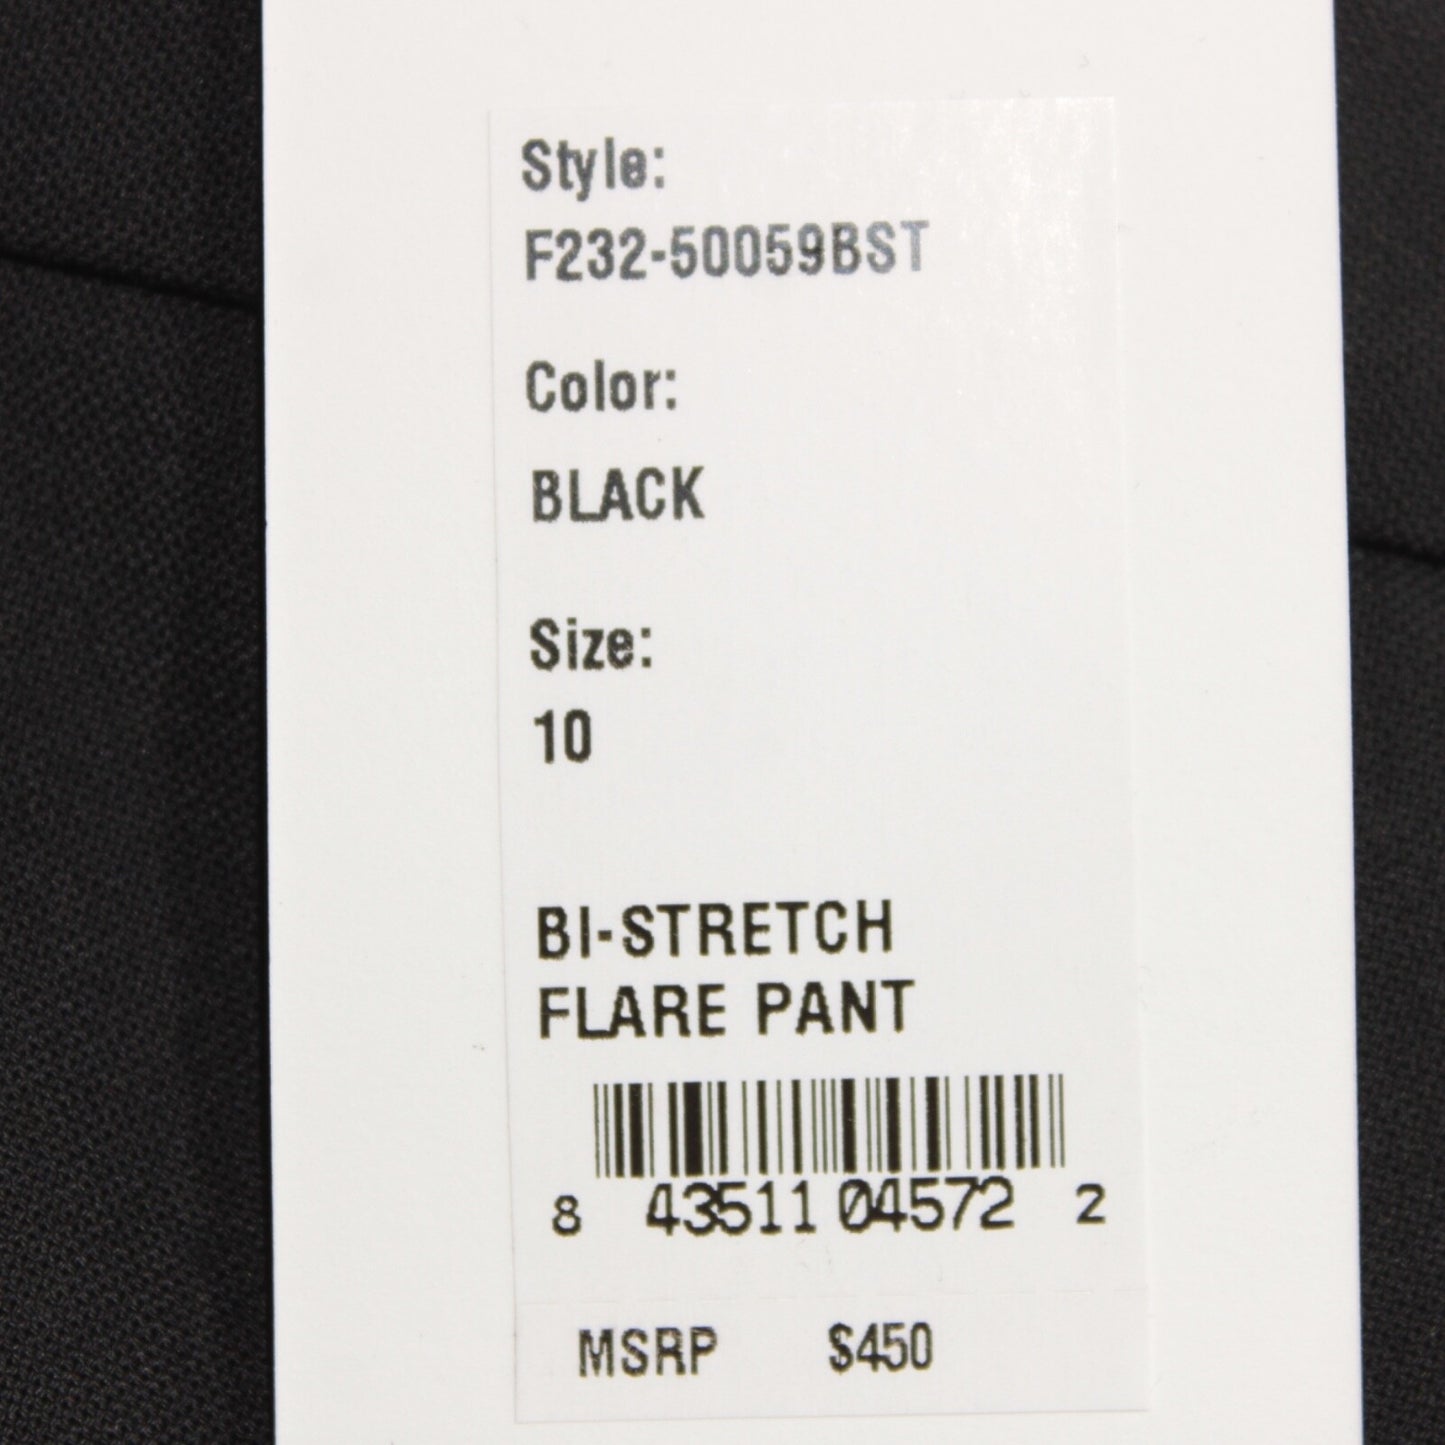 Style:
F232-50059BST
Color:
BLACK
Size:
10
BI-STRETCH
FLARE PANT
8 43511 04572 2
MSRP $450